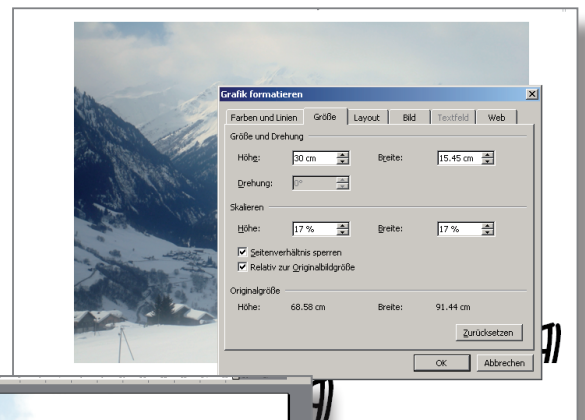 Grafik formatieren
Farben und Linien Größe Layout Bild Textfeld Web
Größe und Drehung
Höhe: 30 cm Breite: 15.45 cm
Drehung: 0°
Skalieren
Höhe: 17 % Breite: 17 %
Seitenverhältnis sperren
Relativ zur Originalbildgröße
Originalgröße
Höhe: 68.58 cm Breite: 91.44 cm
Zurücksetzen
OK Abbrechen